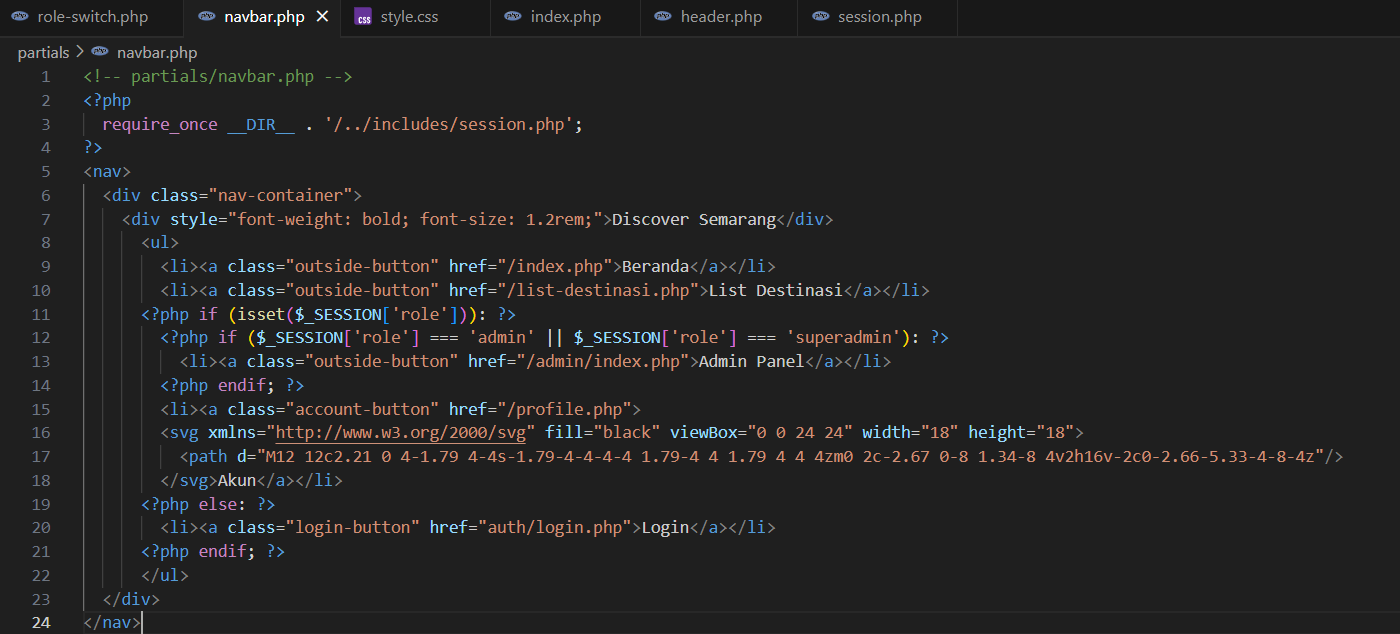 role-switch.php navbar.php style.css index.php header.php session.php
partials > navbar.php
1 <!-- partials/navbar.php -->
2 <?php
3 require_once __DIR__ . '/../includes/session.php';
4 ?>
5 <nav>
6 <div class="nav-container">
7 <div style="font-weight: bold; font-size: 1.2rem;">Discover Semarang</div>
8 <ul>
9 <li><a class="outside-button" href="/index.php">Beranda</a></li>
10 <li><a class="outside-button" href="/list-destinasi.php">List Destinasi</a></li>
11 <?php if (isset($_SESSION['role'])): ?>
12 <?php if ($_SESSION['role'] === 'admin' || $_SESSION['role'] === 'superadmin'): ?>
13 <li><a class="outside-button" href="/admin/index.php">Admin Panel</a></li>
14 <?php endif; ?>
15 <li><a class="account-button" href="/profile.php">
16 <svg xmlns="http://www.w3.org/2000/svg" fill="black" viewBox="0 0 24 24" width="18" height="18">
17 <path d="M12 12c2.21 0 4-1.79 4-4s-1.79-4-4-4-4 1.79-4 4 1.79 4 4 4zm0 2c-2.67 0-8 1.34-8 4v2h16v-2c0-2.66-5.33-4-8-4z"/>
18 </svg>Akun</a></li>
19 <?php else: ?>
20 <li><a class="login-button" href="auth/login.php">Login</a></li>
21 <?php endif; ?>
22 </ul>
23 </div>
24 </nav>